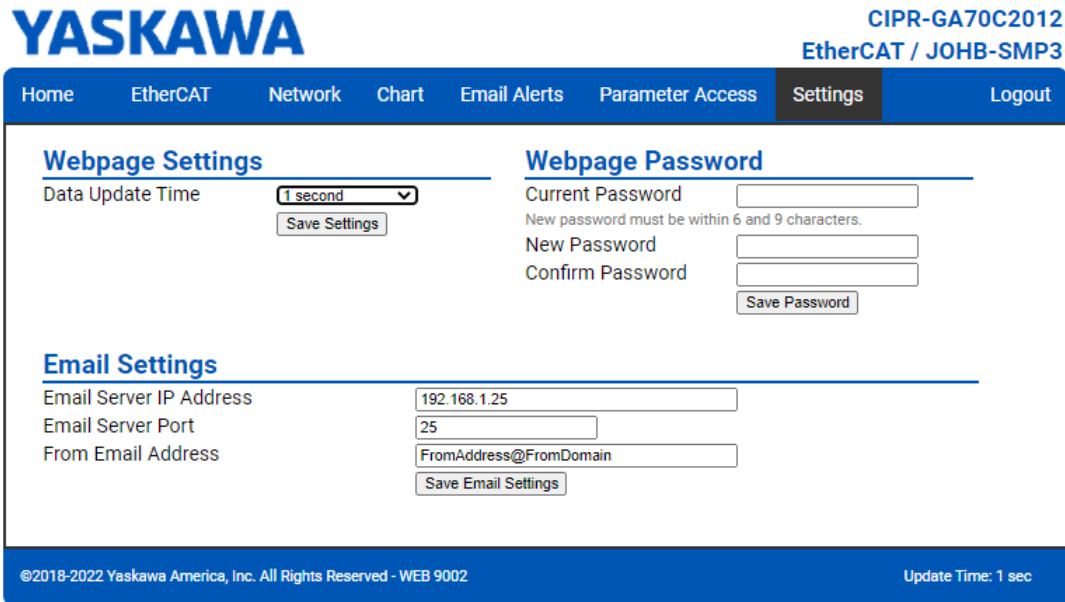 YASKAWA
CIPR-GA70C2012
EtherCAT / JOHB-SMP3
Home EtherCAT Network Chart Email Alerts Parameter Access Settings Logout
Webpage Settings
Data Update Time 1 second
Save Settings
Webpage Password
Current Password
New password must be within 6 and 9 characters.
New Password
Confirm Password
Save Password
Email Settings
Email Server IP Address 192.168.1.25
Email Server Port 25
From Email Address FromAddress@FromDomain
Save Email Settings
©2018-2022 Yaskawa America, Inc. All Rights Reserved - WEB 9002 Update Time: 1 sec